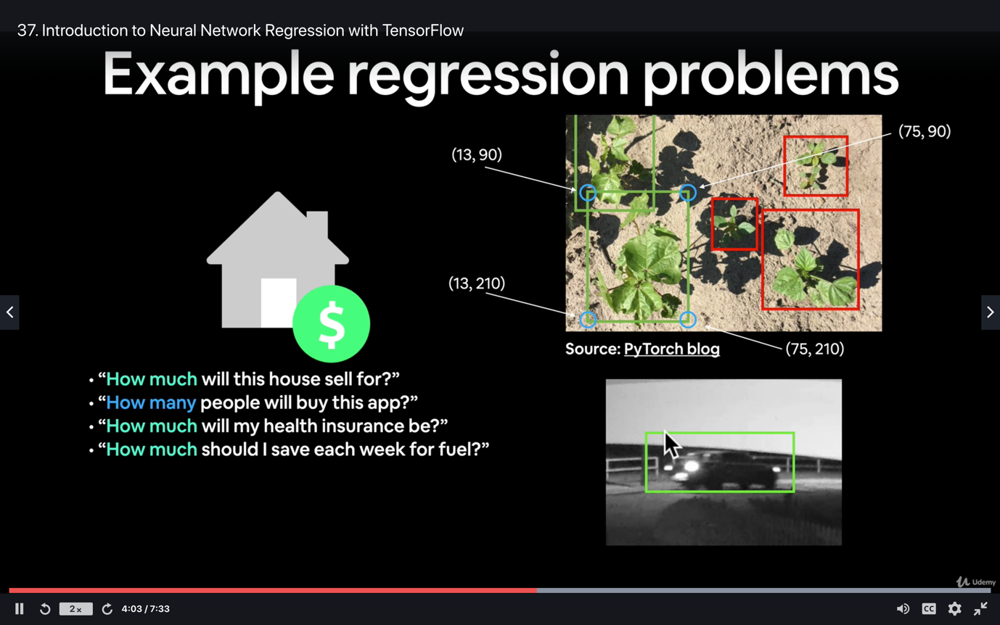 37. Introduction to Neural Network Regression with TensorFlow
Example regression problems
(75, 90)
(13, 90)
(13, 210)
$
Source: PyTorch blog
(75, 210)
• “How much will this house sell for?”
• “How many people will buy this app?”
• “How much will my health insurance be?”
• “How much should I save each week for fuel?”
Udemy
2x
4:03 / 7:33
CC